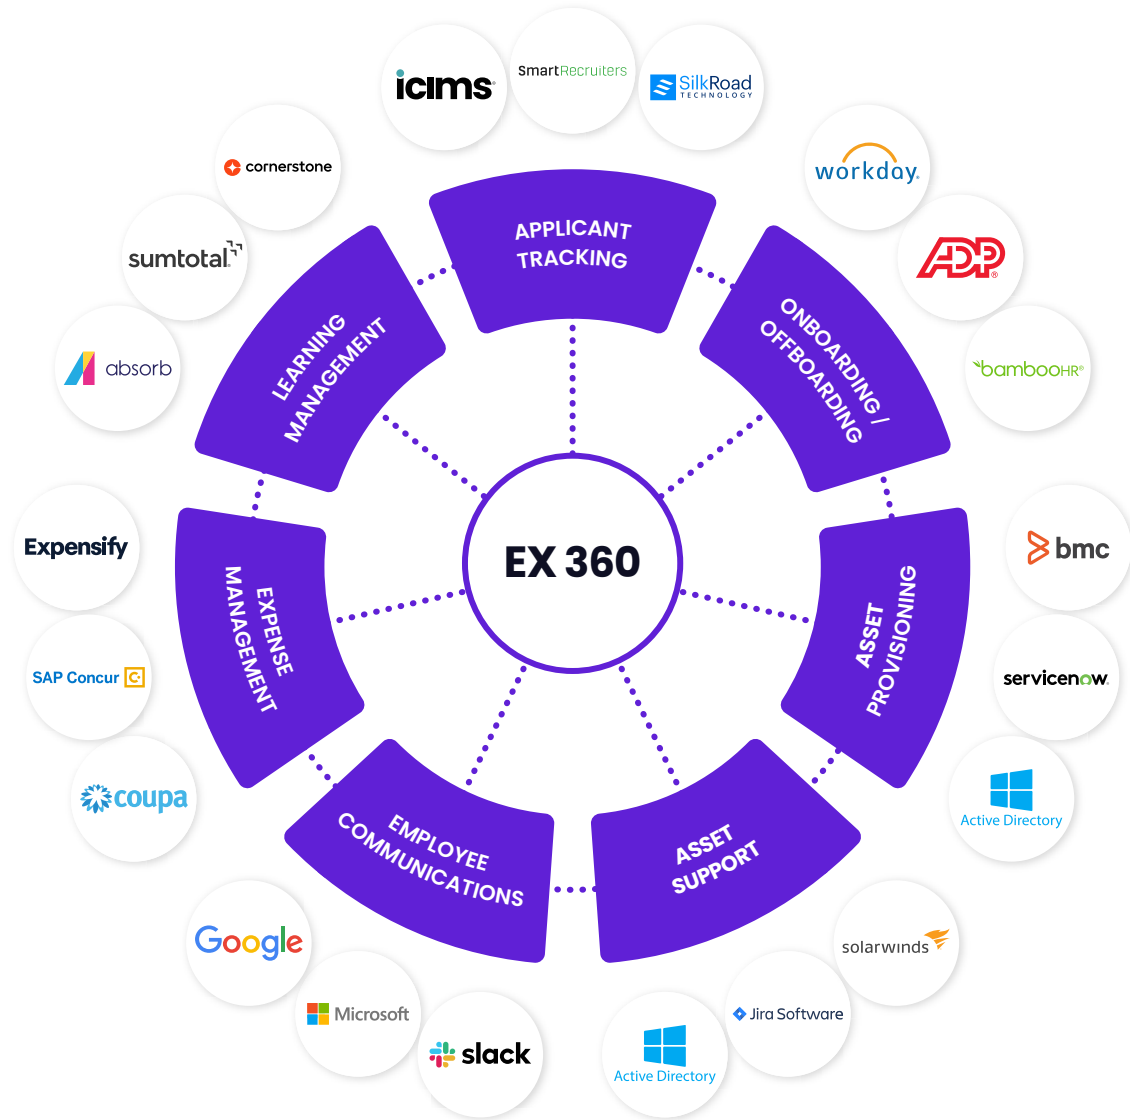 icims
SmartRecruiters
SilkRoad
TECHNOLOGY
APPLICANT
TRACKING
workday.
ADP
bambooHR
ONBOARDING /
OFFBOARDING
bmc
servicenow.
Active Directory
ASSET
PROVISIONING
solarwinds
Jira Software
Active Directory
ASSET
SUPPORT
slack
Microsoft
Google
EMPLOYEE
COMMUNICATIONS
coupa
SAP Concur
Expensify
EXPENSE
MANAGEMENT
absorb
sumtotal
cornerstone
LEARNING
MANAGEMENT
EX 360